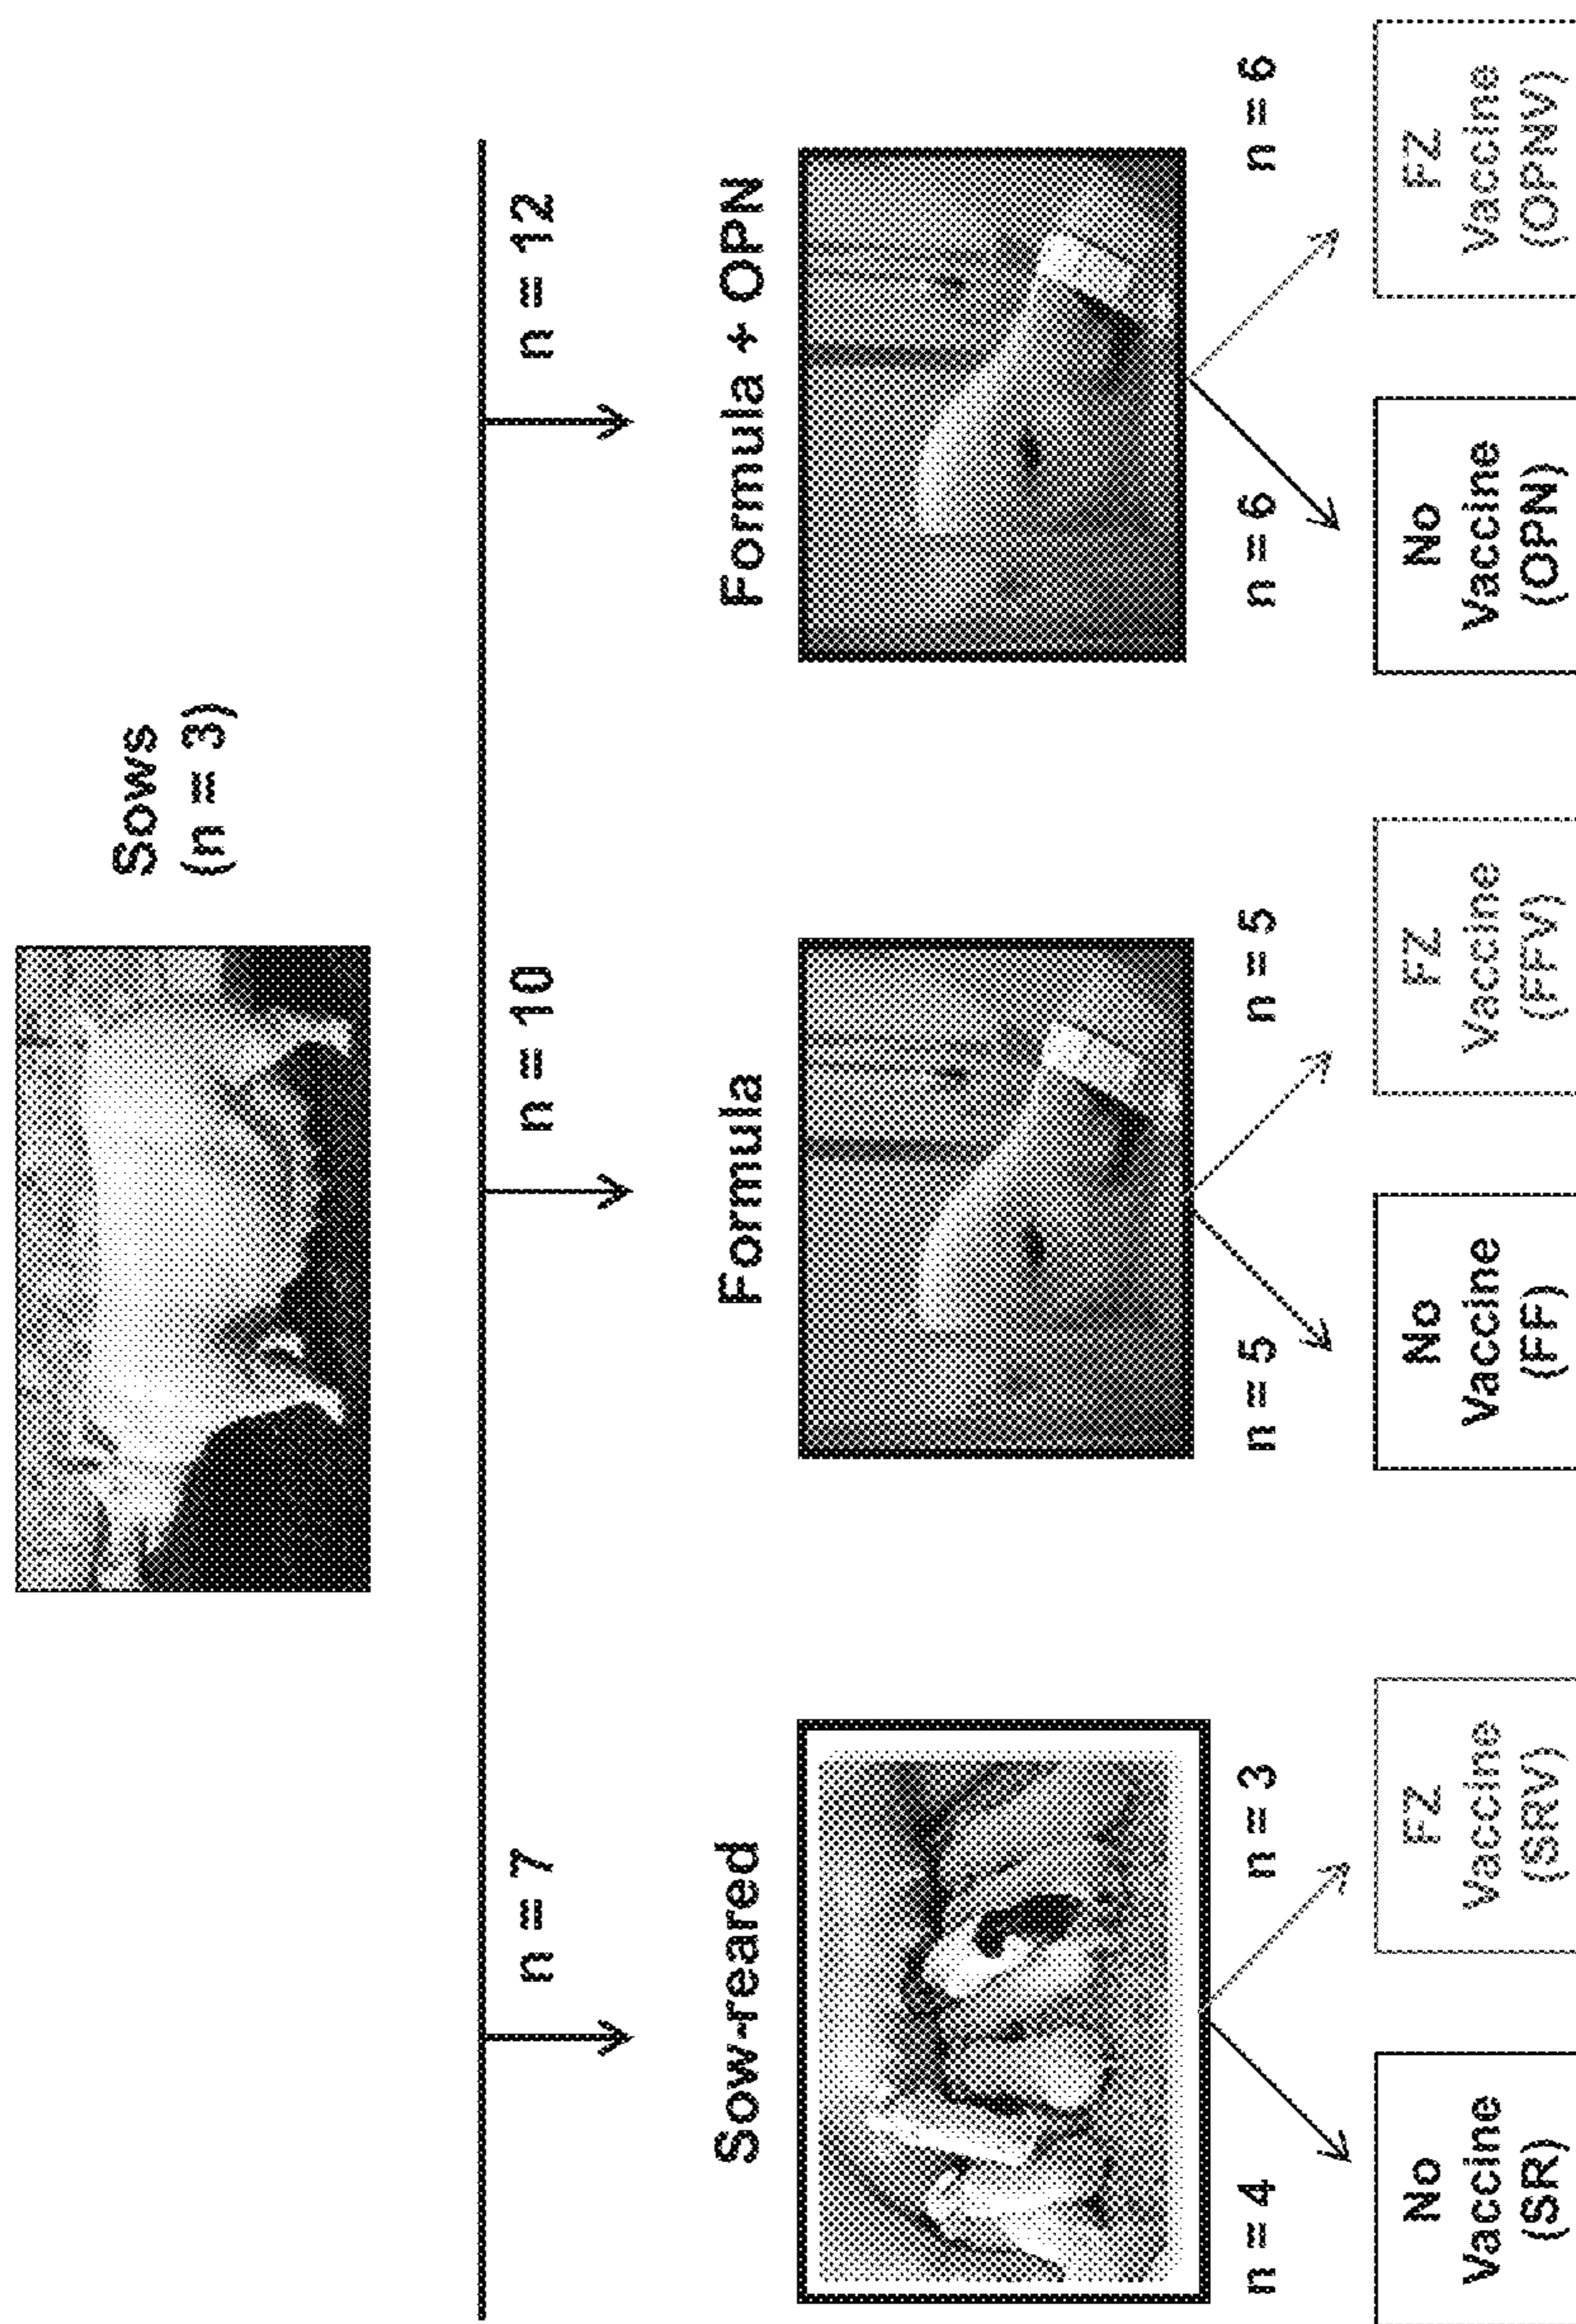 Sows
(n = 3)
n = 7
n = 10
n = 12
Sow-reared
Formula
Formula + OPN
n = 4
n = 3
n = 5
n = 5
n = 6
n = 6
No
Vaccine
(SR)
FZ
Vaccine
(SRV)
No
Vaccine
(FF)
FZ
Vaccine
(FFV)
No
Vaccine
(OPN)
FZ
Vaccine
(OPNV)